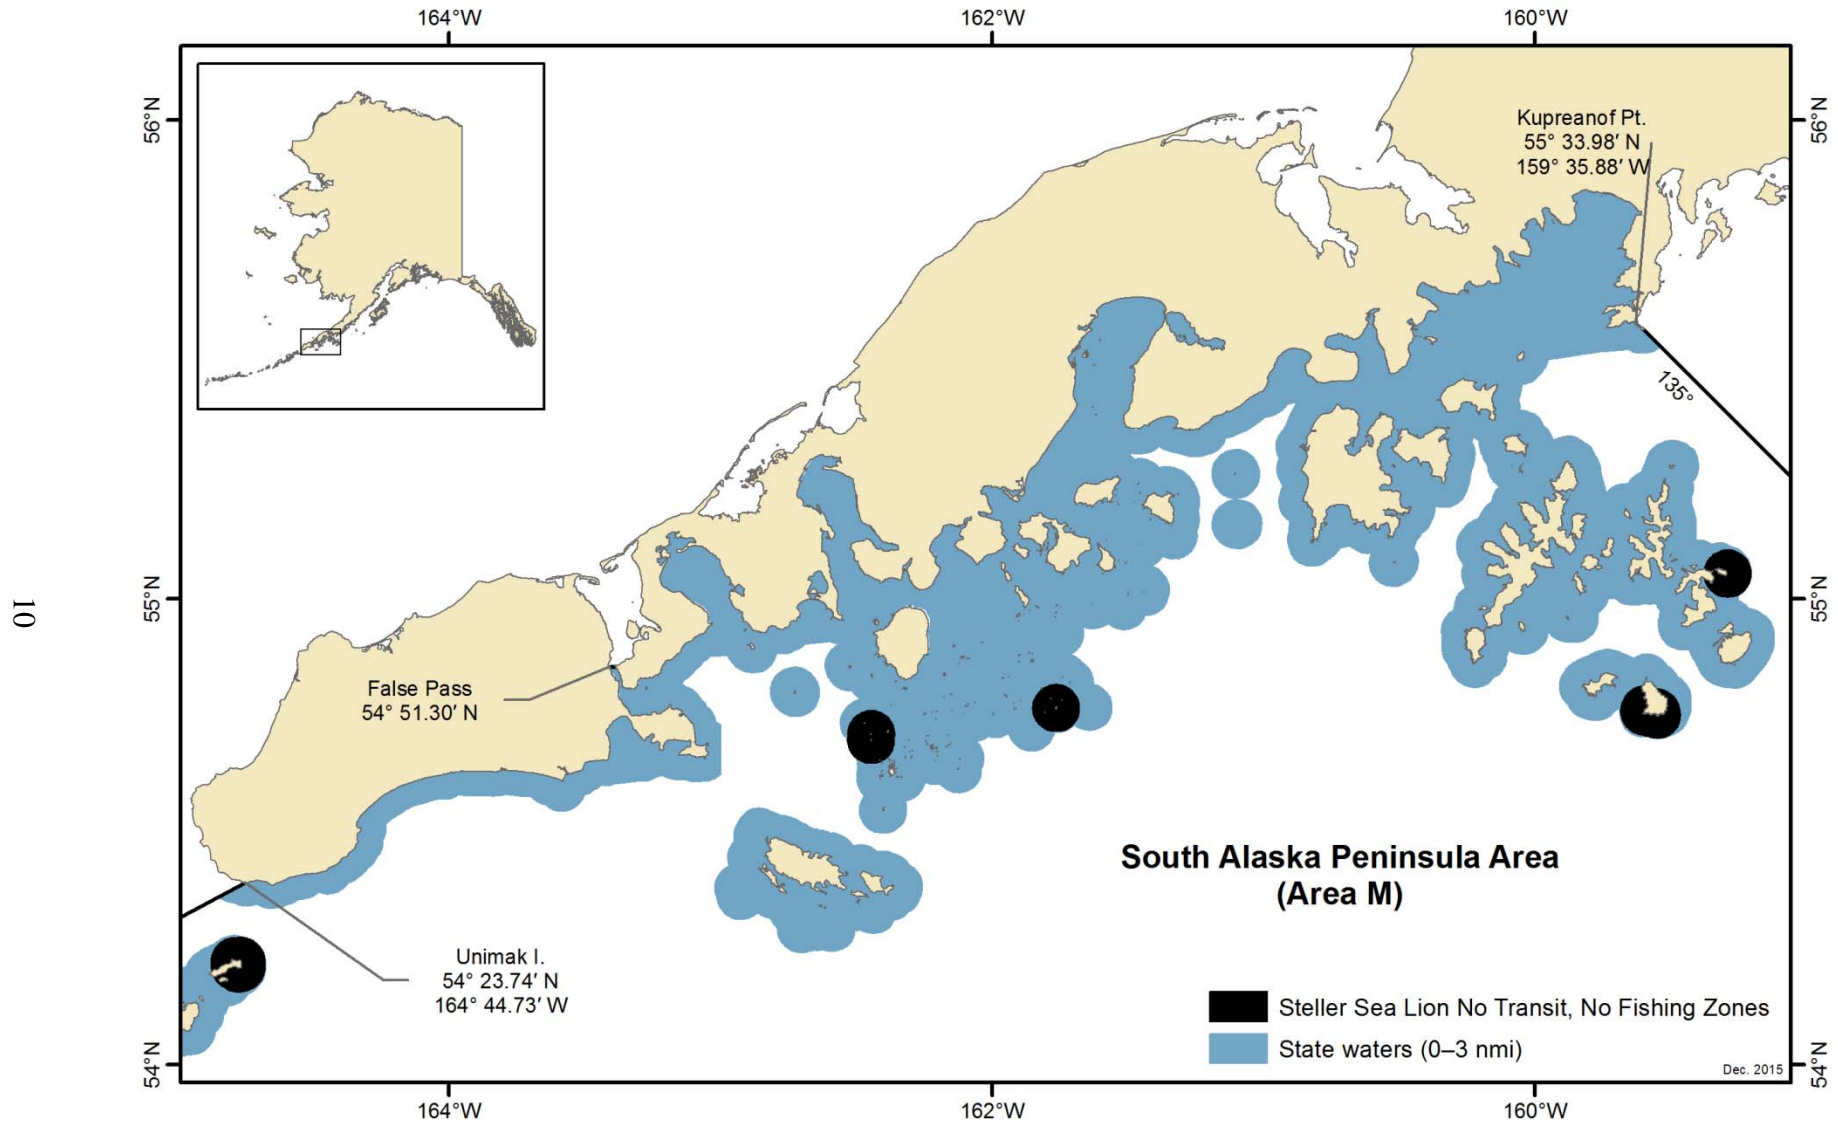 164°W
162°W
160°W
56°N
56°N
Kupreanof Pt.
55° 33.98′ N
159° 35.88′ W
135°
55°N
55°N
10
False Pass
54° 51.30′ N
South Alaska Peninsula Area
(Area M)
Unimak I.
54° 23.74′ N
164° 44.73′ W
Steller Sea Lion No Transit, No Fishing Zones
State waters (0–3 nmi)
54°N
54°N
Dec. 2015
164°W
162°W
160°W